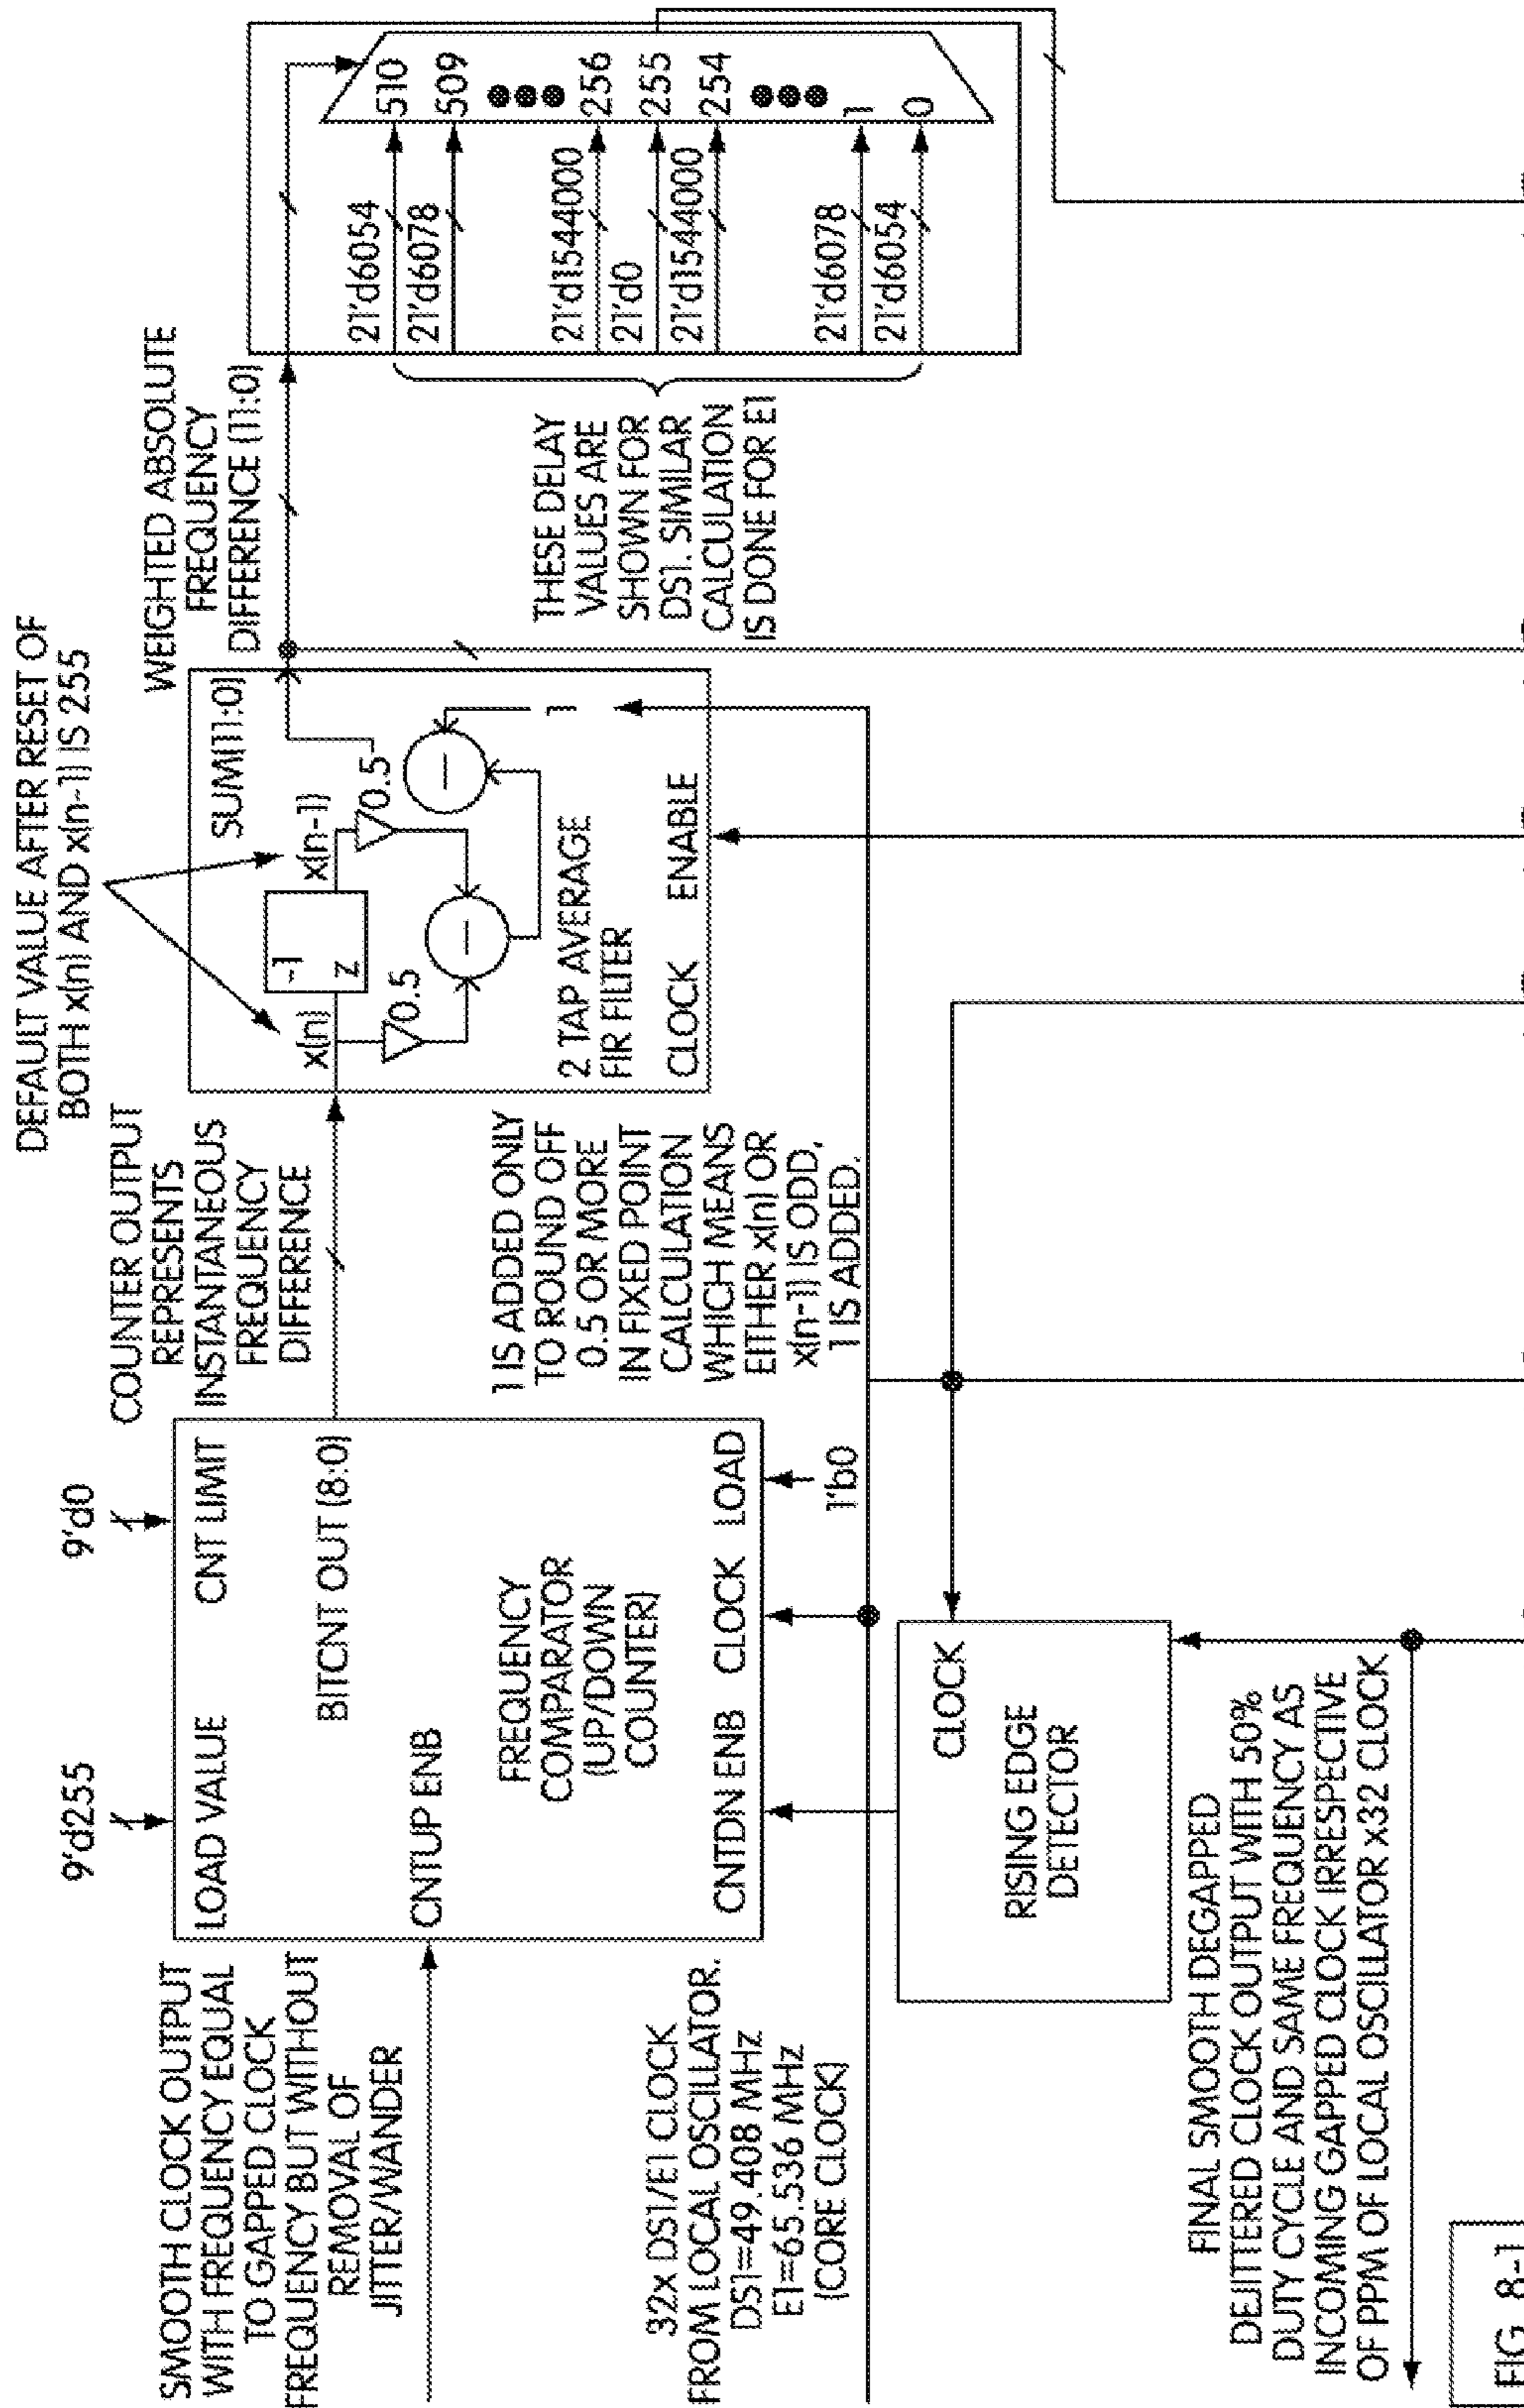 DEFAULT VALUE AFTER RESET OF
BOTH x(n) AND x(n-1) IS 255
9'd255
9'd0
LOAD VALUE
CNT LIMIT
BITCNT OUT (8:0)
CNTUP ENB
FREQUENCY
COMPARATOR
(UP/DOWN
COUNTER)
CNTDN ENB
CLOCK
LOAD
1'b0
SMOOTH CLOCK OUTPUT
WITH FREQUENCY EQUAL
TO GAPPED CLOCK
FREQUENCY BUT WITHOUT
REMOVAL OF
JITTER/WANDER
32x DS1/E1 CLOCK
FROM LOCAL OSCILLATOR.
DS1=49.408 MHz
E1=65.536 MHz
(CORE CLOCK)
COUNTER OUTPUT
REPRESENTS
INSTANTANEOUS
FREQUENCY
DIFFERENCE
1 IS ADDED ONLY
TO ROUND OFF
0.5 OR MORE
IN FIXED POINT
CALCULATION
WHICH MEANS
EITHER x(n) OR
x(n-1) IS ODD,
1 IS ADDED.
SUM(11:0)
x(n)
-1
z
x(n-1)
0.5
0.5
1
2 TAP AVERAGE
FIR FILTER
CLOCK
ENABLE
WEIGHTED ABSOLUTE
FREQUENCY
DIFFERENCE (11:0)
THESE DELAY
VALUES ARE
SHOWN FOR
DS1. SIMILAR
CALCULATION
IS DONE FOR E1
21'd6054
510
21'd6078
509
21'd1544000
256
21'd0
255
21'd1544000
254
21'd6078
1
21'd6054
0
CLOCK
RISING EDGE
DETECTOR
FINAL SMOOTH DEGAPPED
DEJITTERED CLOCK OUTPUT WITH 50%
DUTY CYCLE AND SAME FREQUENCY AS
INCOMING GAPPED CLOCK IRRESPECTIVE
OF PPM OF LOCAL OSCILLATOR x32 CLOCK
FIG. 8-1